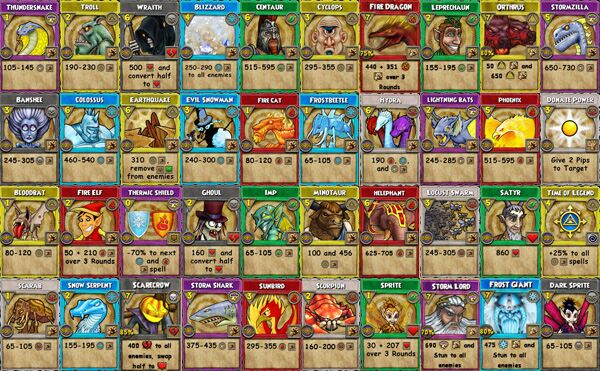 THUNDERSNAKE
105-145
TROLL
190-230
WRAITH
500 and
convert half
to
BLIZZARD
250-290
to all enemies
CENTAUR
515-595
CYCLOPS
295-355
FIRE DRAGON
75%
440 + 351
over 3
Rounds
LEPRECHAUN
155-195
ORTHRUS
50
and
650
STORMZILLA
650-730
BANSHEE
245-305
COLOSSUS
460-540
EARTHQUAKE
310
remove
from
enemies
EVIL SNOWMAN
240-300
FIRE CAT
80-120
FROSTBEETLE
65-105
HYDRA
190
and
LIGHTNING BATS
245-285
PHOENIX
515-595
DONATE POWER
Give 2 Pips
to Target
BLOODBAT
80-120
FIRE ELF
50 + 210
over 3 Rounds
THERMIC SHIELD
-70% to next
and
spell
GHOUL
160 and
convert half
to
IMP
65-105
MINOTAUR
100 and 456
HELEPHANT
625-705
LOCUST SWARM
245-305
SATYR
860
TIME OF LEGEND
+25% to all
spells
SCARAB
65-105
SNOW SERPENT
155-195
SCARECROW
85%
400 to all
enemies, swap
half to
STORM SHARK
375-435
SUNBIRD
295-355
SCORPION
160-200
SPRITE
30 + 207
over 3 Rounds
STORM LORD
70%
690 and
Stun to all
enemies
FROST GIANT
80%
475 and
Stun to all
enemies
DARK SPRITE
65-105